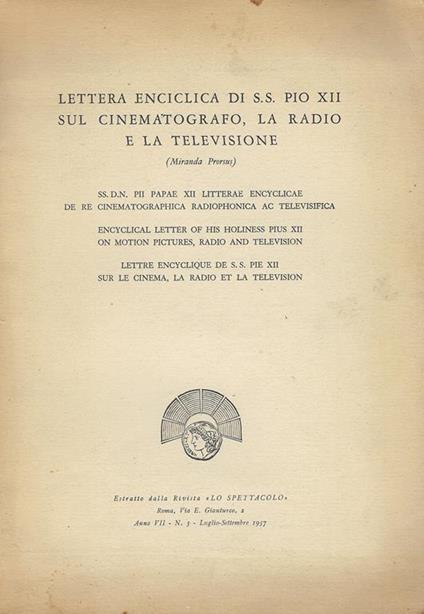 LETTERA ENCICLICA DI S.S. PIO XII
SUL CINEMATOGRAFO, LA RADIO
E LA TELEVISIONE
(Miranda Prorsus)
SS. D.N. PII PAPAE XII LITTERAE ENCYCLICAE
DE RE CINEMATOGRAPHICA RADIOPHONICA AC TELEVISIFICA
ENCYCLICAL LETTER OF HIS HOLINESS PIUS XII
ON MOTION PICTURES, RADIO AND TELEVISION
LETTRE ENCYCLIQUE DE S. S. PIE XII
SUR LE CINEMA, LA RADIO ET LA TELEVISION
Estratto dalla Rivista «LO SPETTACOLO»
Roma, Via E. Gianturco, 2
Anno VII - N. 3 - Luglio-Settembre 1957